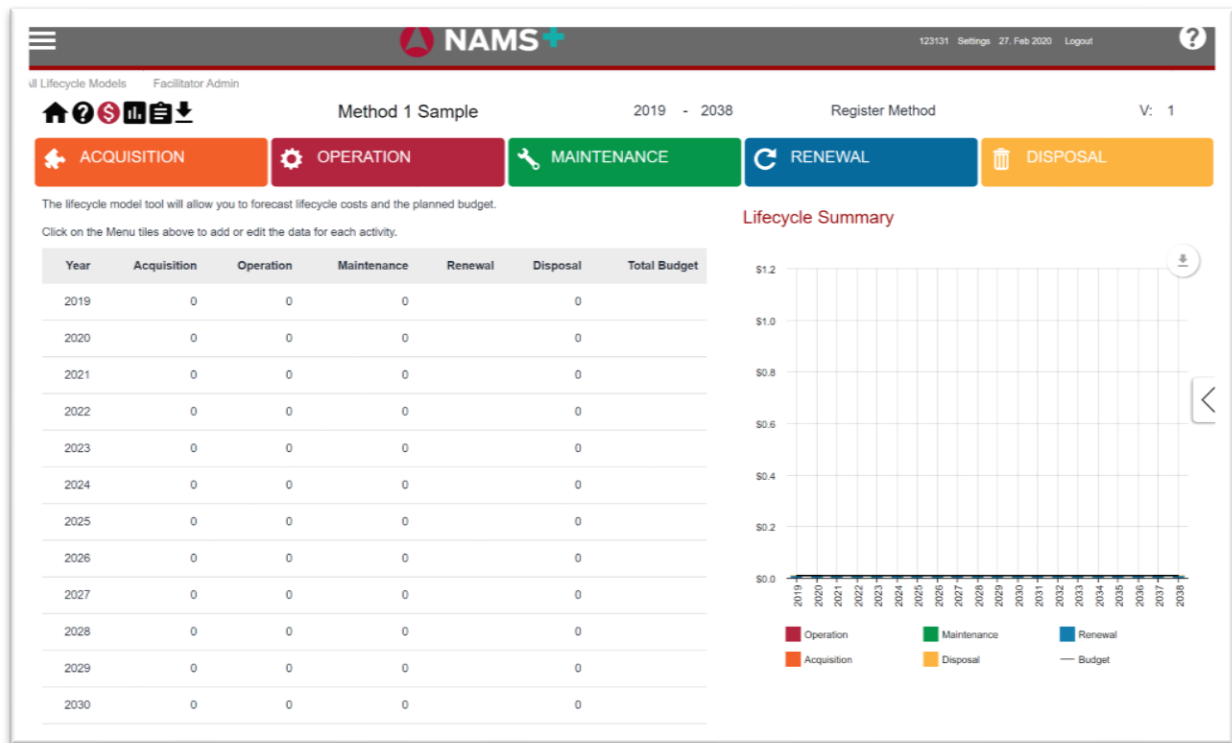 NAMS+
123131 Settings 27. Feb 2020 Logout
?
All Lifecycle Models Facilitator Admin
Method 1 Sample 2019 - 2038 Register Method V: 1
ACQUISITION OPERATION MAINTENANCE RENEWAL DISPOSAL
The lifecycle model tool will allow you to forecast lifecycle costs and the planned budget.
Click on the Menu tiles above to add or edit the data for each activity.
Year Acquisition Operation Maintenance Renewal Disposal Total Budget
2019 0 0 0 0
2020 0 0 0 0
2021 0 0 0 0
2022 0 0 0 0
2023 0 0 0 0
2024 0 0 0 0
2025 0 0 0 0
2026 0 0 0 0
2027 0 0 0 0
2028 0 0 0 0
2029 0 0 0 0
2030 0 0 0 0
Lifecycle Summary
$1.2
$1.0
$0.8
$0.6
$0.4
$0.2
$0.0
2019 2020 2021 2022 2023 2024 2025 2026 2027 2028 2029 2030 2031 2032 2033 2034 2035 2036 2037 2038
Operation Maintenance Renewal
Acquisition Disposal Budget